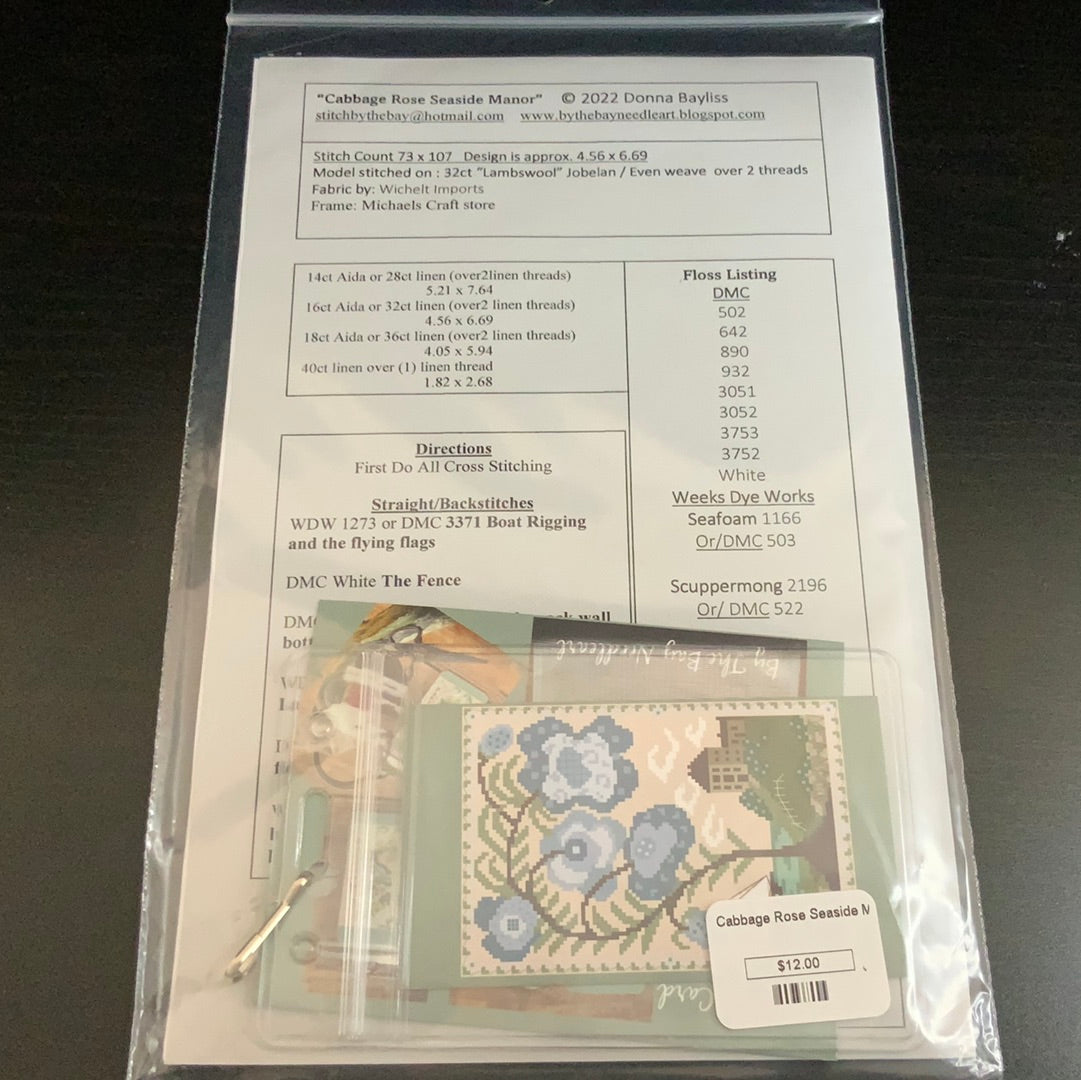 "Cabbage Rose Seaside Manor" © 2022 Donna Bayliss
stitchbythebay@hotmail.com www.bythebayneedleart.blogspot.com
Stitch Count 73 x 107 Design is approx. 4.56 x 6.69
Model stitched on : 32ct "Lambswool" Jobelan / Even weave over 2 threads
Fabric by: Wichelt Imports
Frame: Michaels Craft store
14ct Aida or 28ct linen (over2linen threads)
5.21 x 7.64
16ct Aida or 32ct linen (over2 linen threads)
4.56 x 6.69
18ct Aida or 36ct linen (over2 linen threads)
4.05 x 5.94
40ct linen over (1) linen thread
1.82 x 2.68
Floss Listing
DMC
502
642
890
932
3051
3052
3753
3752
White
Weeks Dye Works
Seafoam 1166
Or/DMC 503
Scuppermong 2196
Or/ DMC 522
Directions
First Do All Cross Stitching
Straight/Backstitches
WDW 1273 or DMC 3371 Boat Rigging
and the flying flags
DMC White The Fence
wall
By The Bay Needleart
Card
Cabbage Rose Seaside M
$12.00